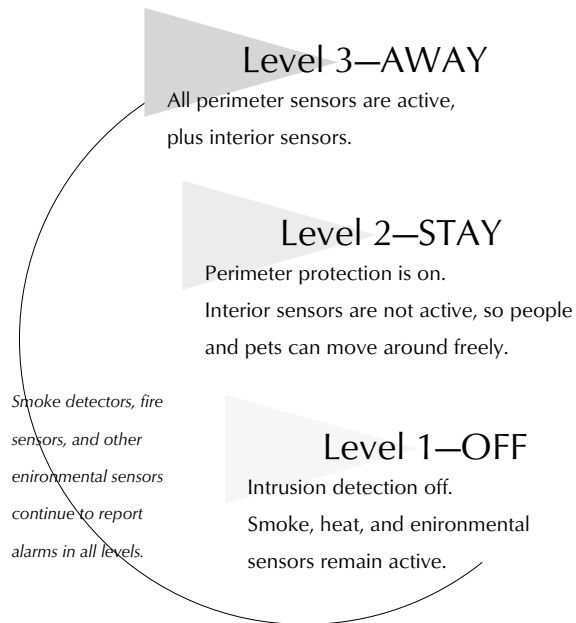 Level 3—AWAY
All perimeter sensors are active,
plus interior sensors.
Level 2—STAY
Perimeter protection is on.
Interior sensors are not active, so people
and pets can move around freely.
Smoke detectors, fire
sensors, and other
enironmental sensors
continue to report
alarms in all levels.
Level 1—OFF
Intrusion detection off.
Smoke, heat, and enironmental
sensors remain active.